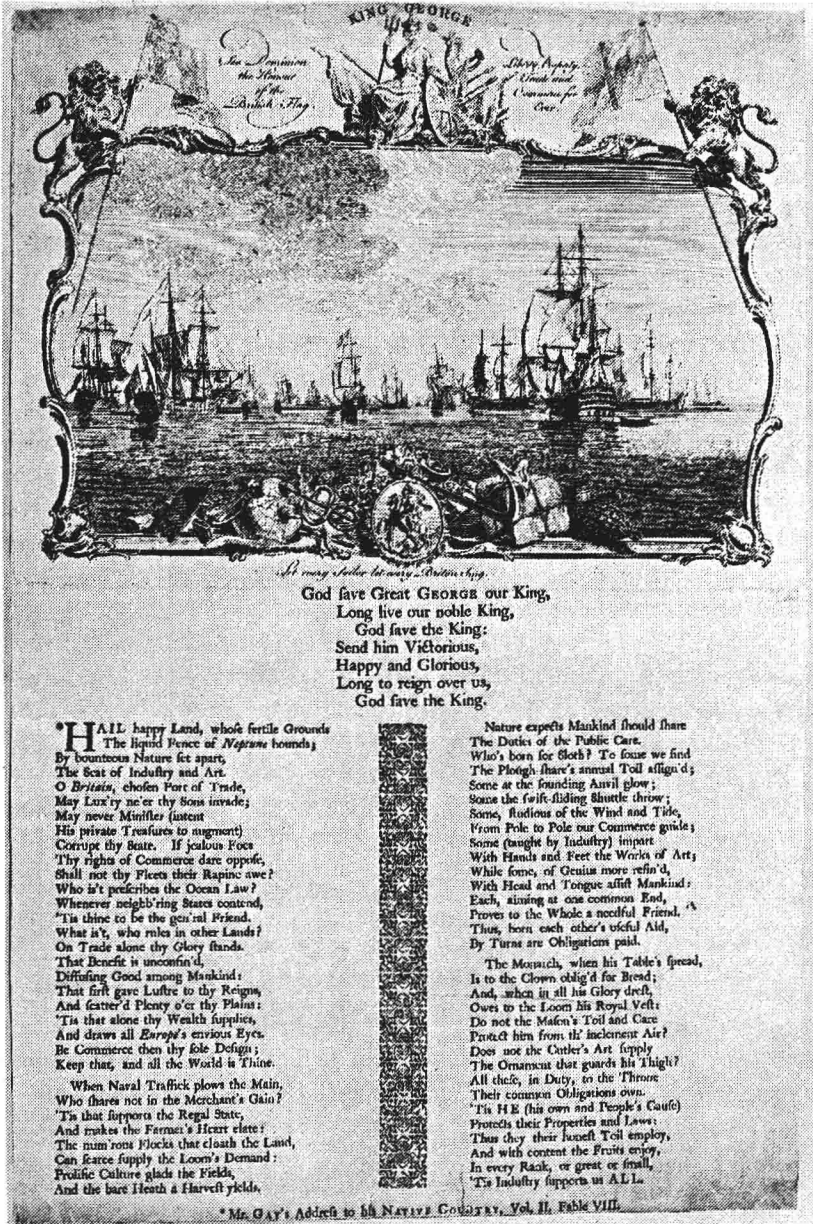 KING GEORGE
Sea Dominion
the Honour
of the
British Flag.
Liberty Property,
Trade and
Commerce for
Ever.
Let every Sailor let every Briton Sing.
God ſave Great GEORGE our King,
Long live our noble King,
God ſave the King:
Send him Victorious,
Happy and Glorious,
Long to reign over us,
God ſave the King.
*HAIL happy Land, whoſe fertile Grounds
The liquid Fence of Neptune bounds;
By bounteous Nature ſet apart,
The Seat of Induſtry and Art.
O Britain, choſen Port of Trade,
May Lux'ry ne'er thy Sons invade;
May never Miniſter (intent
His private Treaſures to augment)
Corrupt thy State. If jealous Foes
Thy rights of Commerce dare oppoſe,
Shall not thy Fleets their Rapine awe?
Who is't preſcribes the Ocean Law?
Whenever neighb'ring States contend,
'Tis thine to be the gen'ral Friend.
What is't, who rules in other Lands?
On Trade alone thy Glory ſtands.
That Benefit is unconfin'd,
Diffuſing Good among Mankind:
That firſt gave Luſtre to thy Reigns,
And ſcatter'd Plenty o'er thy Plains:
'Tis that alone thy Wealth ſupplies,
And draws all Europe's envious Eyes.
Be Commerce then thy ſole Deſign;
Keep that, and all the World is Thine.
When Naval Traffick plows the Main,
Who ſhares not in the Merchant's Gain?
'Tis that ſupports the Regal State,
And makes the Farmer's Heart elate:
The num'rous Flocks that cloath the Land,
Can ſcarce ſupply the Loom's Demand:
Prolific Culture glads the Fields,
And the bare Heath a Harveſt yields.
Nature expects Mankind ſhould ſhare
The Duties of the Public Care.
Who's born for Sloth? To ſome we find
The Plough-ſhare's annual Toil aſſign'd;
Some at the ſounding Anvil glow;
Some the ſwift-ſliding Shuttle throw;
Some, ſtudious of the Wind and Tide,
From Pole to Pole our Commerce guide;
Some (taught by Induſtry) impart
With Hands and Feet the Works of Art;
While ſome, of Genius more refin'd,
With Head and Tongue aſſiſt Mankind:
Each, aiming at one common End,
Proves to the Whole a needful Friend.
Thus, born each other's uſeful Aid,
By Turns are Obligations paid.
The Monarch, when his Table's ſpread,
Is to the Clown oblig'd for Bread;
And, when in all his Glory dreſt,
Owes to the Loom his Royal Veſt:
Do not the Maſon's Toil and Care
Protect him from th' inclement Air?
Does not the Cutler's Art ſupply
The Ornament that guards his Thigh?
All theſe, in Duty, to the Throne
Their common Obligations own.
'Tis HE (his own and People's Cauſe)
Protects their Properties and Laws:
Thus they their honeſt Toil employ,
And with content the Fruits enjoy,
In every Rank, or great or ſmall,
'Tis Induſtry ſupports us ALL.
* Mr. GAY's Addreſs to his NATIVE COUNTRY, Vol. II, Fable VIII.